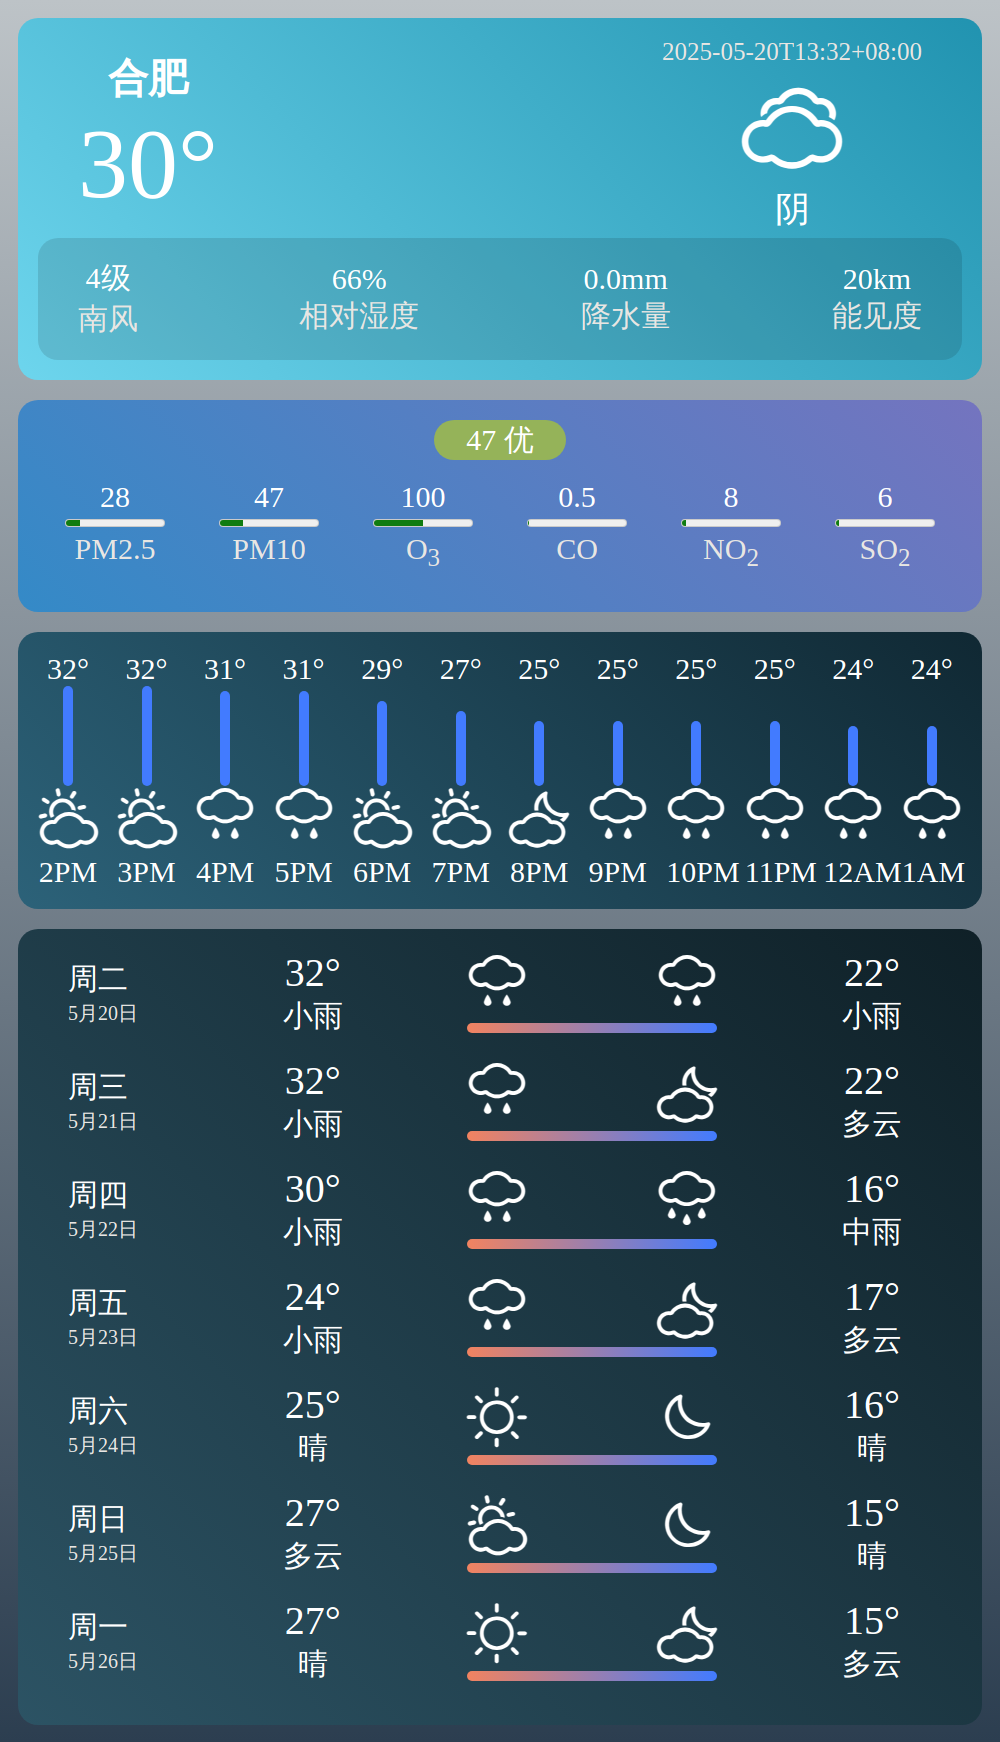 合肥
2025-05-20T13:32+08:00
30°
阴
4级 66% 0.0mm 20km
南风 相对湿度 降水量 能见度
47 优
28 47 100 0.5 8 6
PM2.5 PM10 O3 CO NO2 SO2
32° 32° 31° 31° 29° 27° 25° 25° 25° 25° 24° 24°
2PM 3PM 4PM 5PM 6PM 7PM 8PM 9PM 10PM 11PM 12AM 1AM
周二 32° 22°
5月20日 小雨 小雨
周三 32° 22°
5月21日 小雨 多云
周四 30° 16°
5月22日 小雨 中雨
周五 24° 17°
5月23日 小雨 多云
周六 25° 16°
5月24日 晴 晴
周日 27° 15°
5月25日 多云 晴
周一 27° 15°
5月26日 晴 多云